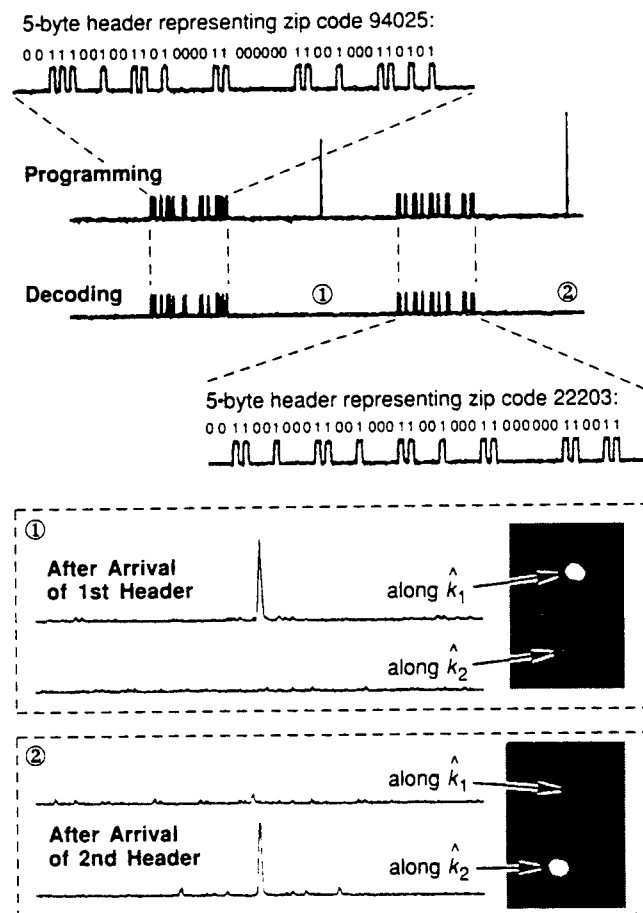 5-byte header representing zip code 94025:
0 0 1 1 1 0 0 1 0 0 1 1 0 1 0 0 0 0 1 1 0 0 0 0 0 0 1 1 0 0 1 0 0 0 1 1 0 1 0 1
Programming
Decoding ① ②
5-byte header representing zip code 22203:
0 0 1 1 0 0 1 0 0 0 1 1 0 0 1 0 0 0 1 1 0 0 1 0 0 0 1 1 0 0 0 0 0 0 1 1 0 0 1 1
①
After Arrival
of 1st Header
along k̂₁
along k̂₂
②
along k̂₁
After Arrival
of 2nd Header
along k̂₂